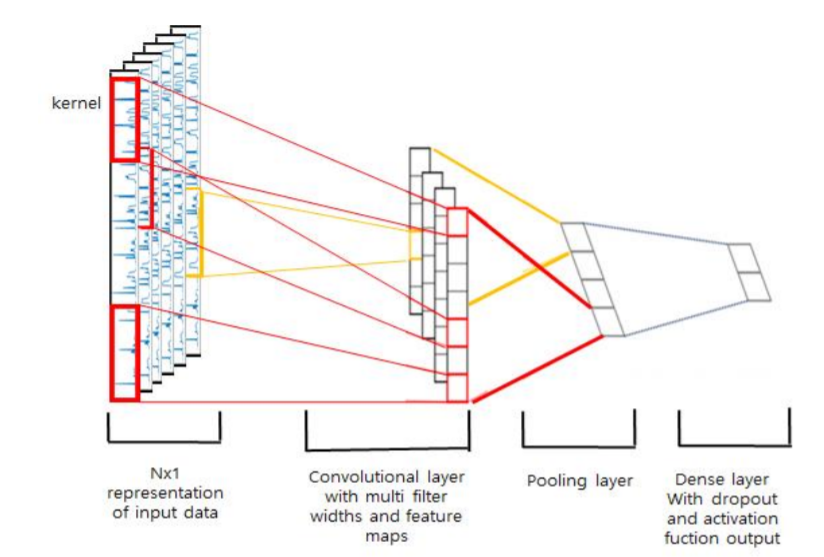 kernel
Nx1
representation
of input data
Convolutional layer
with multi filter
widths and feature
maps
Pooling layer
Dense layer
With dropout
and activation
fuction output